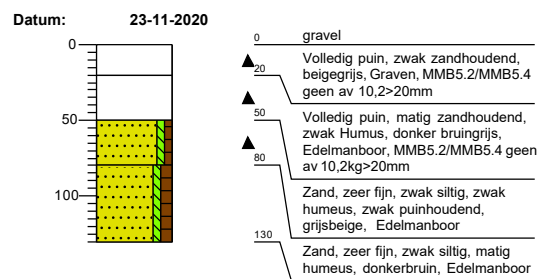 Datum: 23-11-2020
0
50
100
0 gravel
20
Volledig puin, zwak zandhoudend,
beigegrijs, Graven, MMB5.2/MMB5.4
geen av 10,2>20mm
50
Volledig puin, matig zandhoudend,
zwak Humus, donker bruingrijs,
Edelmanboor, MMB5.2/MMB5.4 geen
av 10,2kg>20mm
80
Zand, zeer fijn, zwak siltig, zwak
humeus, zwak puinhoudend,
grijsbeige, Edelmanboor
130
Zand, zeer fijn, zwak siltig, matig
humeus, donkerbruin, Edelmanboor